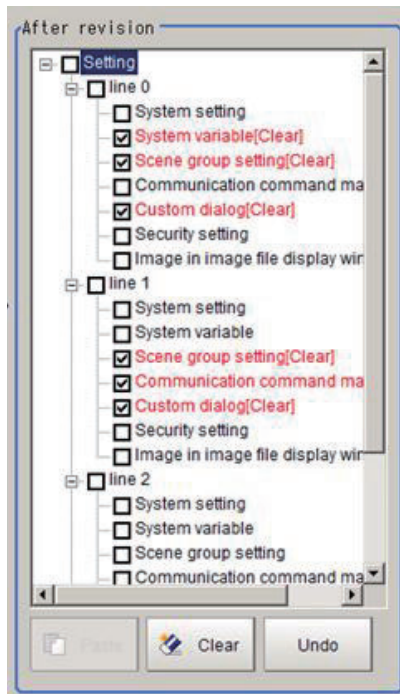 After revision
Setting
line 0
System setting
System variable[Clear]
Scene group setting[Clear]
Communication command ma
Custom dialog[Clear]
Security setting
Image in image file display wir
line 1
System setting
System variable
Scene group setting[Clear]
Communication command ma
Custom dialog[Clear]
Security setting
Image in image file display wir
line 2
System setting
System variable
Scene group setting
Communication command ma
Paste Clear Undo